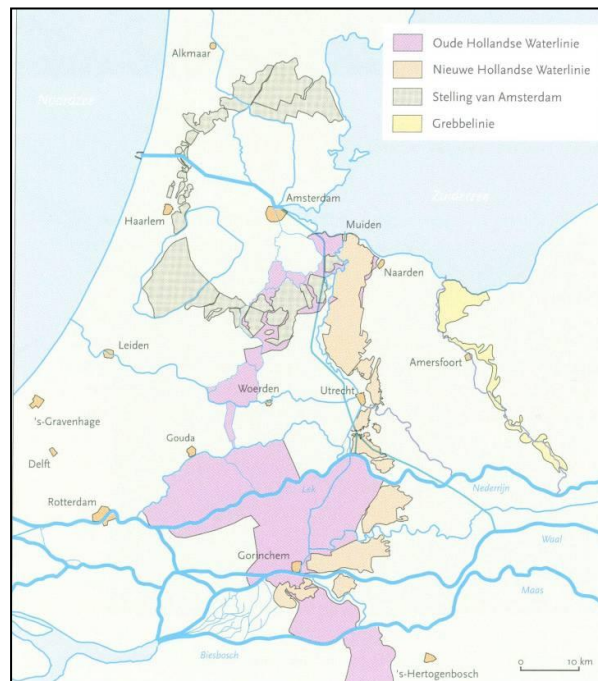 Oude Hollandse Waterlinie
Nieuwe Hollandse Waterlinie
Stelling van Amsterdam
Grebbelinie
Alkmaar
Noordzee
Zuiderzee
Amsterdam
Haarlem
Muiden
Naarden
Leiden
Amersfoort
Woerden
Utrecht
's-Gravenhage
Gouda
Delft
Lek
Nederrijn
Rotterdam
Waal
Gorinchem
Maas
Biesbosch
's-Hertogenbosch
0 10 km